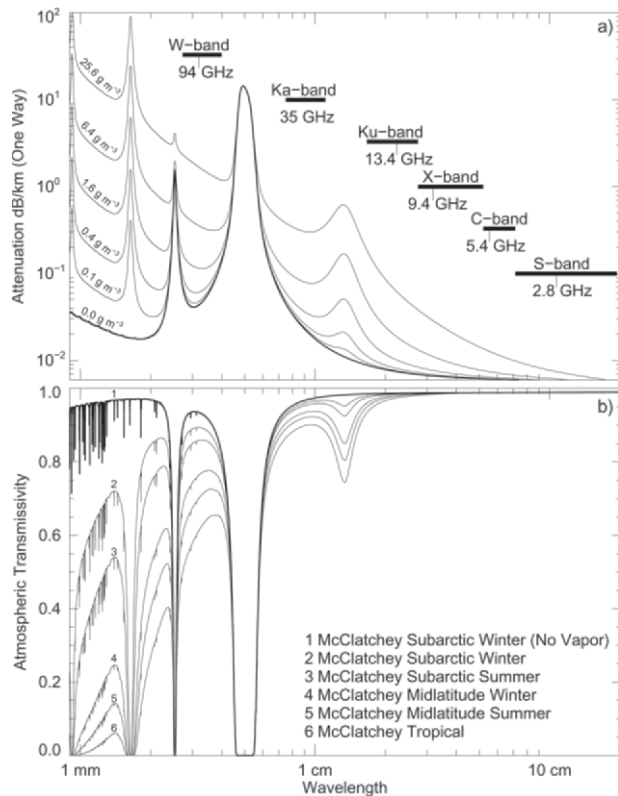 a)
10²
10¹
10⁰
10⁻¹
10⁻²
Attenuation dB/km (One Way)
W-band
94 GHz
Ka-band
35 GHz
Ku-band
13.4 GHz
X-band
9.4 GHz
C-band
5.4 GHz
S-band
2.8 GHz
25.6 g m⁻³
6.4 g m⁻³
1.6 g m⁻³
0.4 g m⁻³
0.1 g m⁻³
0.0 g m⁻³
b)
1.0
0.8
0.6
0.4
0.2
0.0
Atmospheric Transmissivity
1
2
3
4
5
6
1 McClatchey Subarctic Winter (No Vapor)
2 McClatchey Subarctic Winter
3 McClatchey Subarctic Summer
4 McClatchey Midlatitude Winter
5 McClatchey Midlatitude Summer
6 McClatchey Tropical
1 mm
1 cm
10 cm
Wavelength